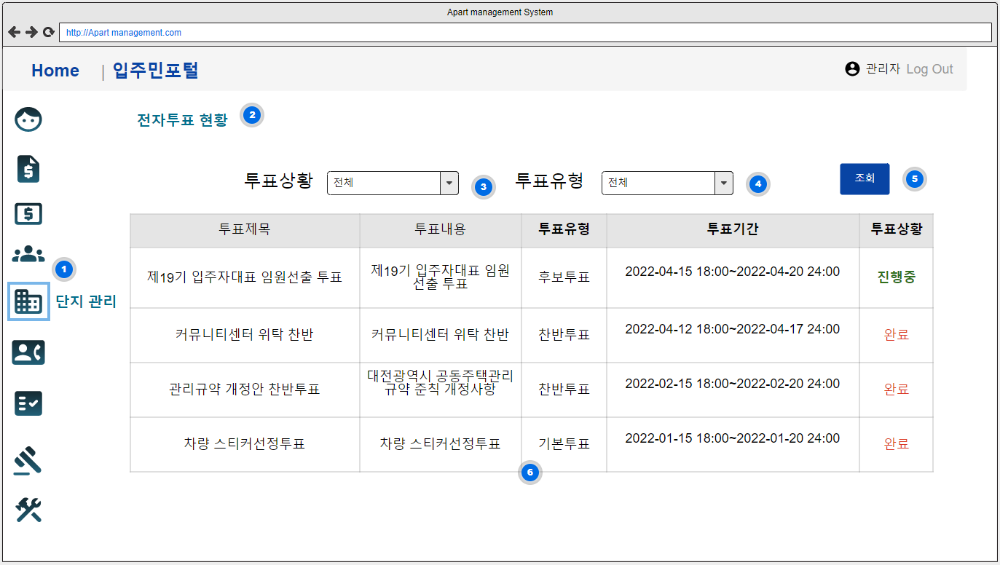 Apart management System
http://Apart management.com
Home | 입주민포털
관리자 Log Out
전자투표 현황 2
투표상황 전체 3 투표유형 전체 4 조회 5
투표제목 투표내용 투표유형 투표기간 투표상황
제19기 입주자대표 임원선출 투표 제19기 입주자대표 임원 후보투표 2022-04-15 18:00~2022-04-20 24:00 진행중
선출 투표
1
단지 관리
커뮤니티센터 위탁 찬반 커뮤니티센터 위탁 찬반 찬반투표 2022-04-12 18:00~2022-04-17 24:00 완료
관리규약 개정안 찬반투표 대전광역시 공동주택관리 찬반투표 2022-02-15 18:00~2022-02-20 24:00 완료
규약 준칙 개정사항
차량 스티커선정투표 차량 스티커선정투표 기본투표 2022-01-15 18:00~2022-01-20 24:00 완료
6